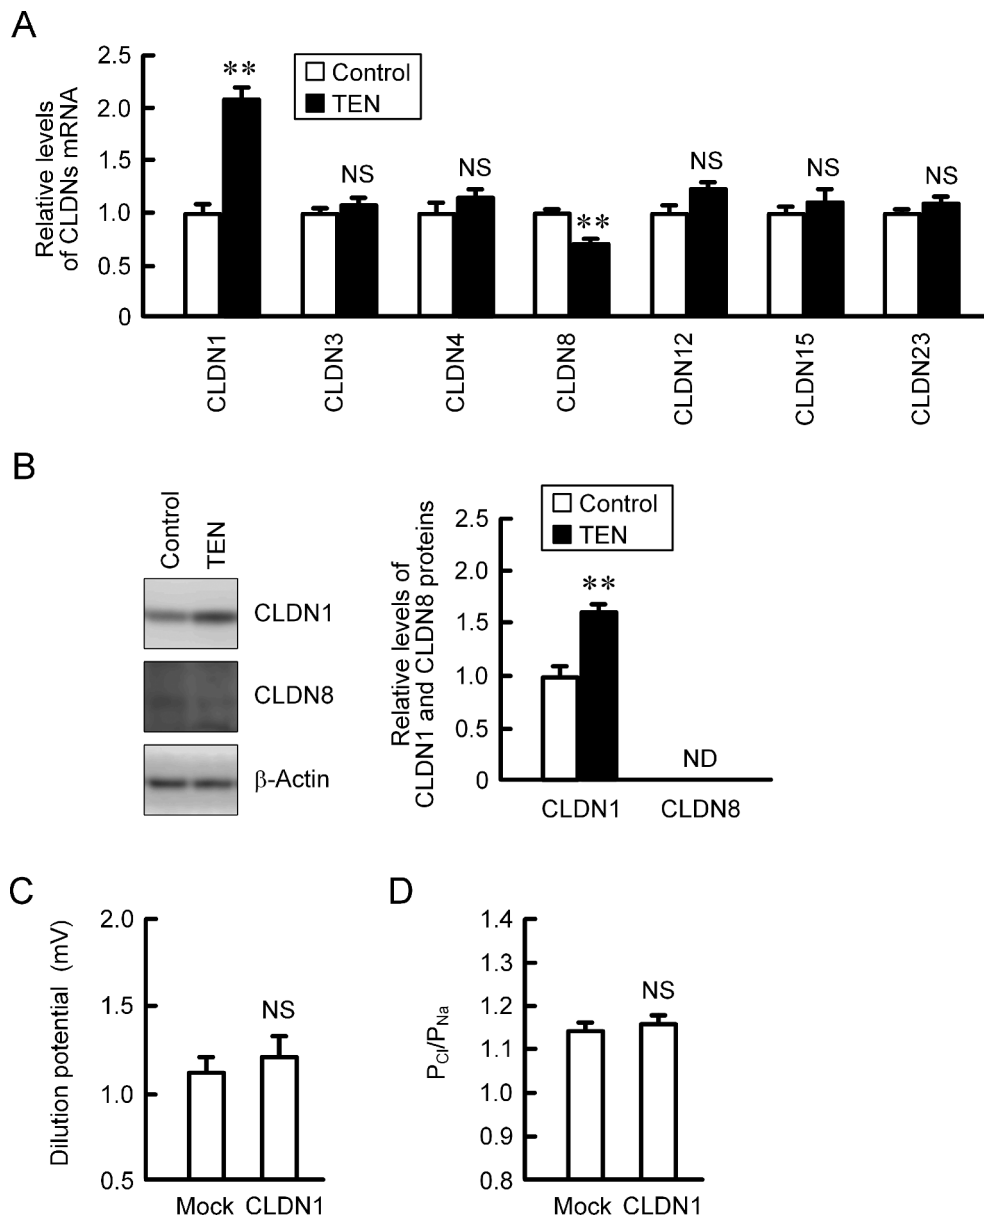 A
Relative levels
of CLDNs mRNA
2.5
2.0
1.5
1.0
0.5
0
Control
TEN
**
NS
NS
**
NS
NS
NS
CLDN1
CLDN3
CLDN4
CLDN8
CLDN12
CLDN15
CLDN23
B
Control
TEN
CLDN1
CLDN8
β-Actin
Relative levels of
CLDN1 and CLDN8 proteins
2.5
2.0
1.5
1.0
0.5
0
Control
TEN
**
ND
CLDN1 CLDN8
C
Dilution potential (mV)
2.0
1.5
1.0
0.5
NS
Mock CLDN1
D
PCl/PNa
1.4
1.3
1.2
1.1
1.0
0.9
0.8
NS
Mock CLDN1